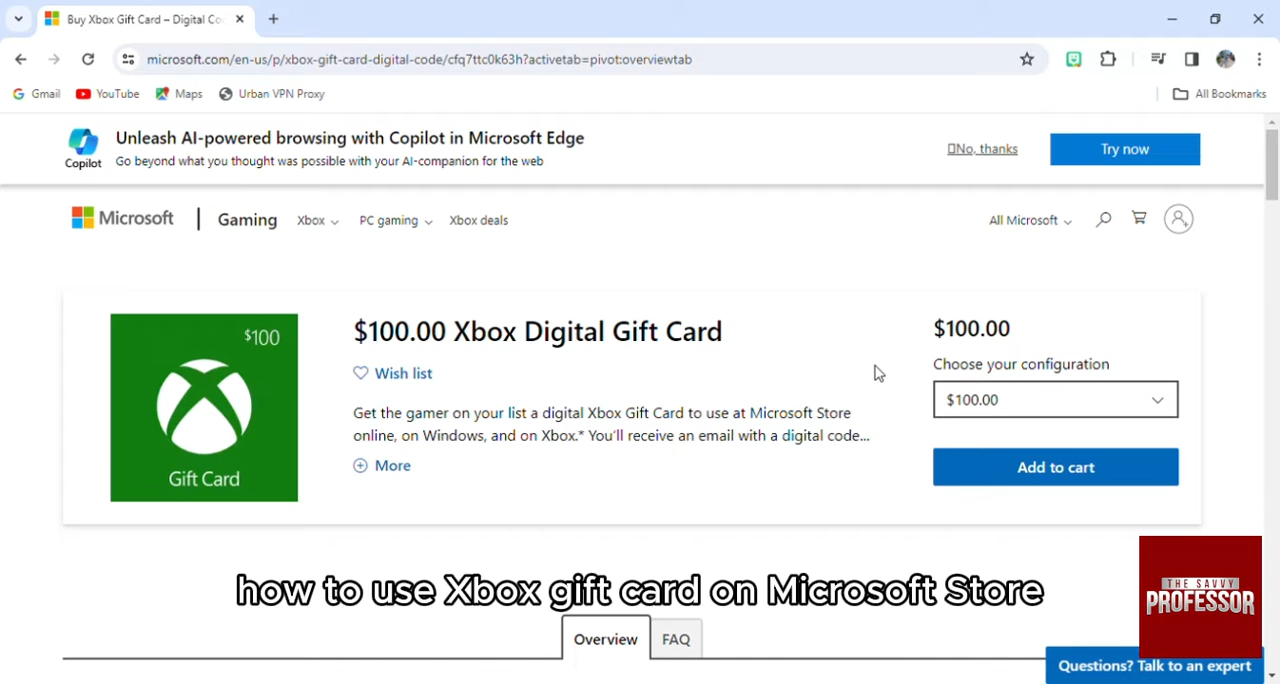 Buy Xbox Gift Card – Digital Co
microsoft.com/en-us/p/xbox-gift-card-digital-code/cfq7ttc0k63h?activetab=pivot:overviewtab
Gmail YouTube Maps Urban VPN Proxy All Bookmarks
Unleash AI-powered browsing with Copilot in Microsoft Edge
Copilot
Go beyond what you thought was possible with your AI-companion for the web
No, thanks
Try now
Microsoft | Gaming Xbox PC gaming Xbox deals All Microsoft
$100
Gift Card
$100.00 Xbox Digital Gift Card
Wish list
Get the gamer on your list a digital Xbox Gift Card to use at Microsoft Store
online, on Windows, and on Xbox.* You'll receive an email with a digital code...
More
$100.00
Choose your configuration
$100.00
Add to cart
how to use Xbox gift card on Microsoft Store
THE SAVVY
PROFESSOR
Overview FAQ
Questions? Talk to an expert